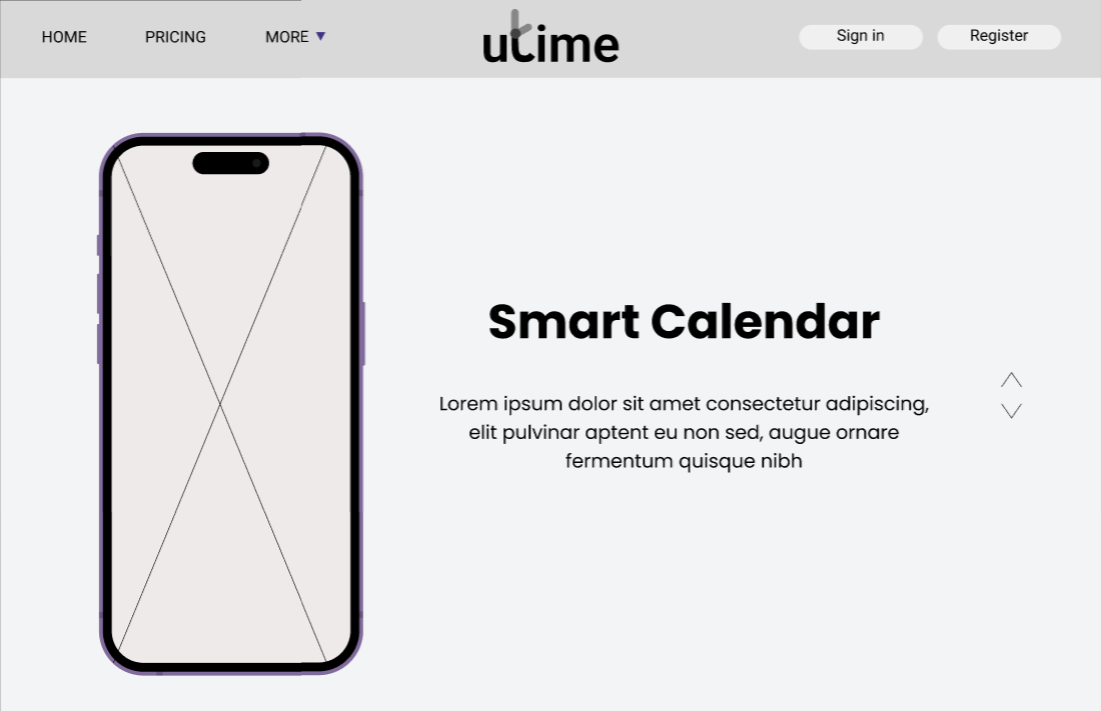 HOME
PRICING
MORE
utime
Sign in
Register
Smart Calendar
Lorem ipsum dolor sit amet consectetur adipiscing,
elit pulvinar aptent eu non sed, augue ornare
fermentum quisque nibh